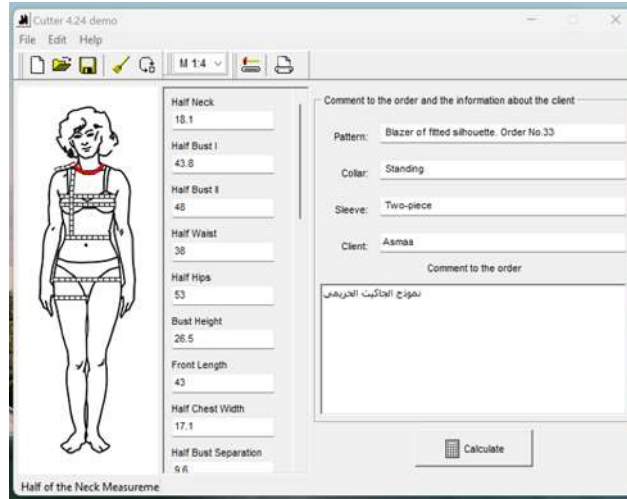 Cutter 4.24 demo
File Edit Help
M 1:4
Half Neck
18.1
Half Bust I
43.8
Half Bust II
48
Half Waist
38
Half Hips
53
Bust Height
26.5
Front Length
43
Half Chest Width
17.1
Half Bust Separation
9.6
Comment to the order and the information about the client
Pattern: Blazer of fitted silhouette. Order No.33
Collar: Standing
Sleeve: Two-piece
Client: Asmaa
Comment to the order
نموذج الجاكيت الحريمى
Calculate
Half of the Neck Measureme